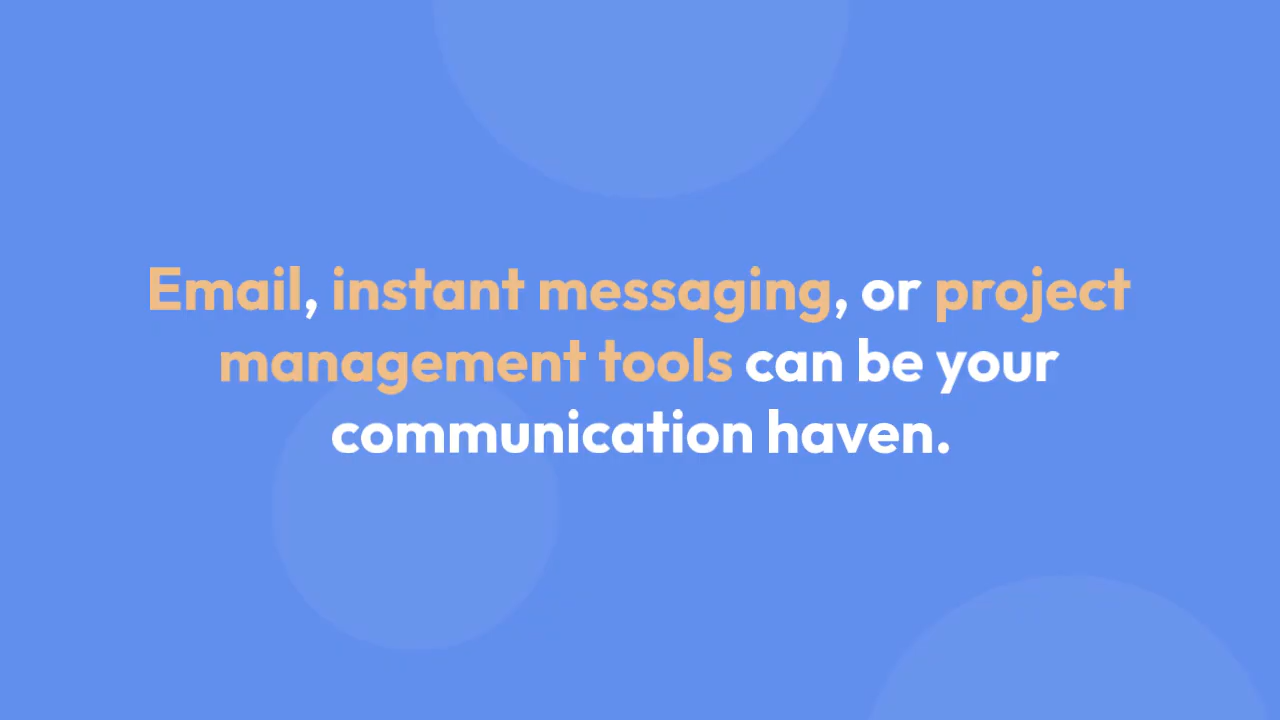 Email, instant messaging, or project
management tools can be your
communication haven.